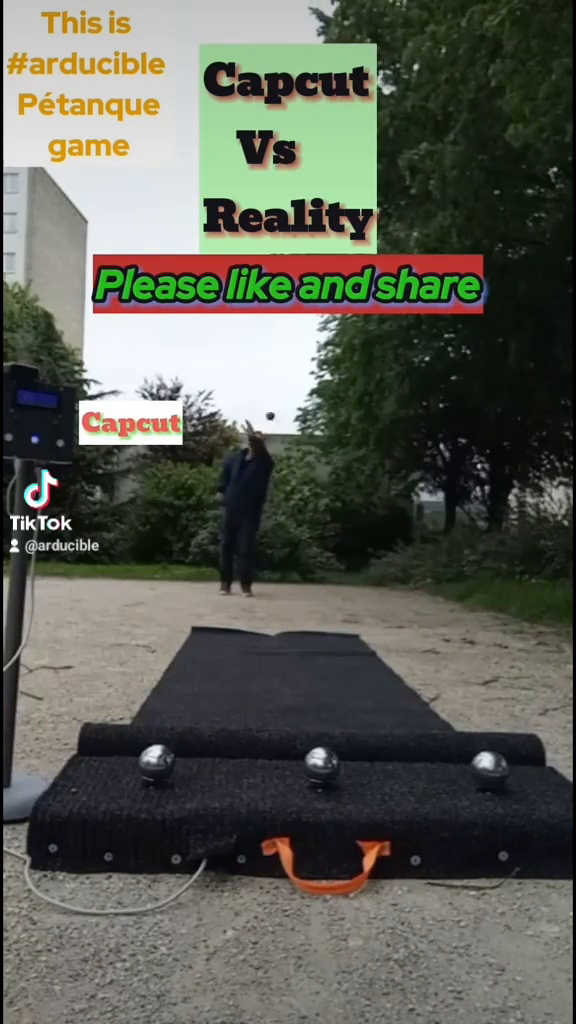 This is
#arducible
Pétanque
game
Capcut
Vs
Reality
Please like and share
Capcut
TikTok
@arducible